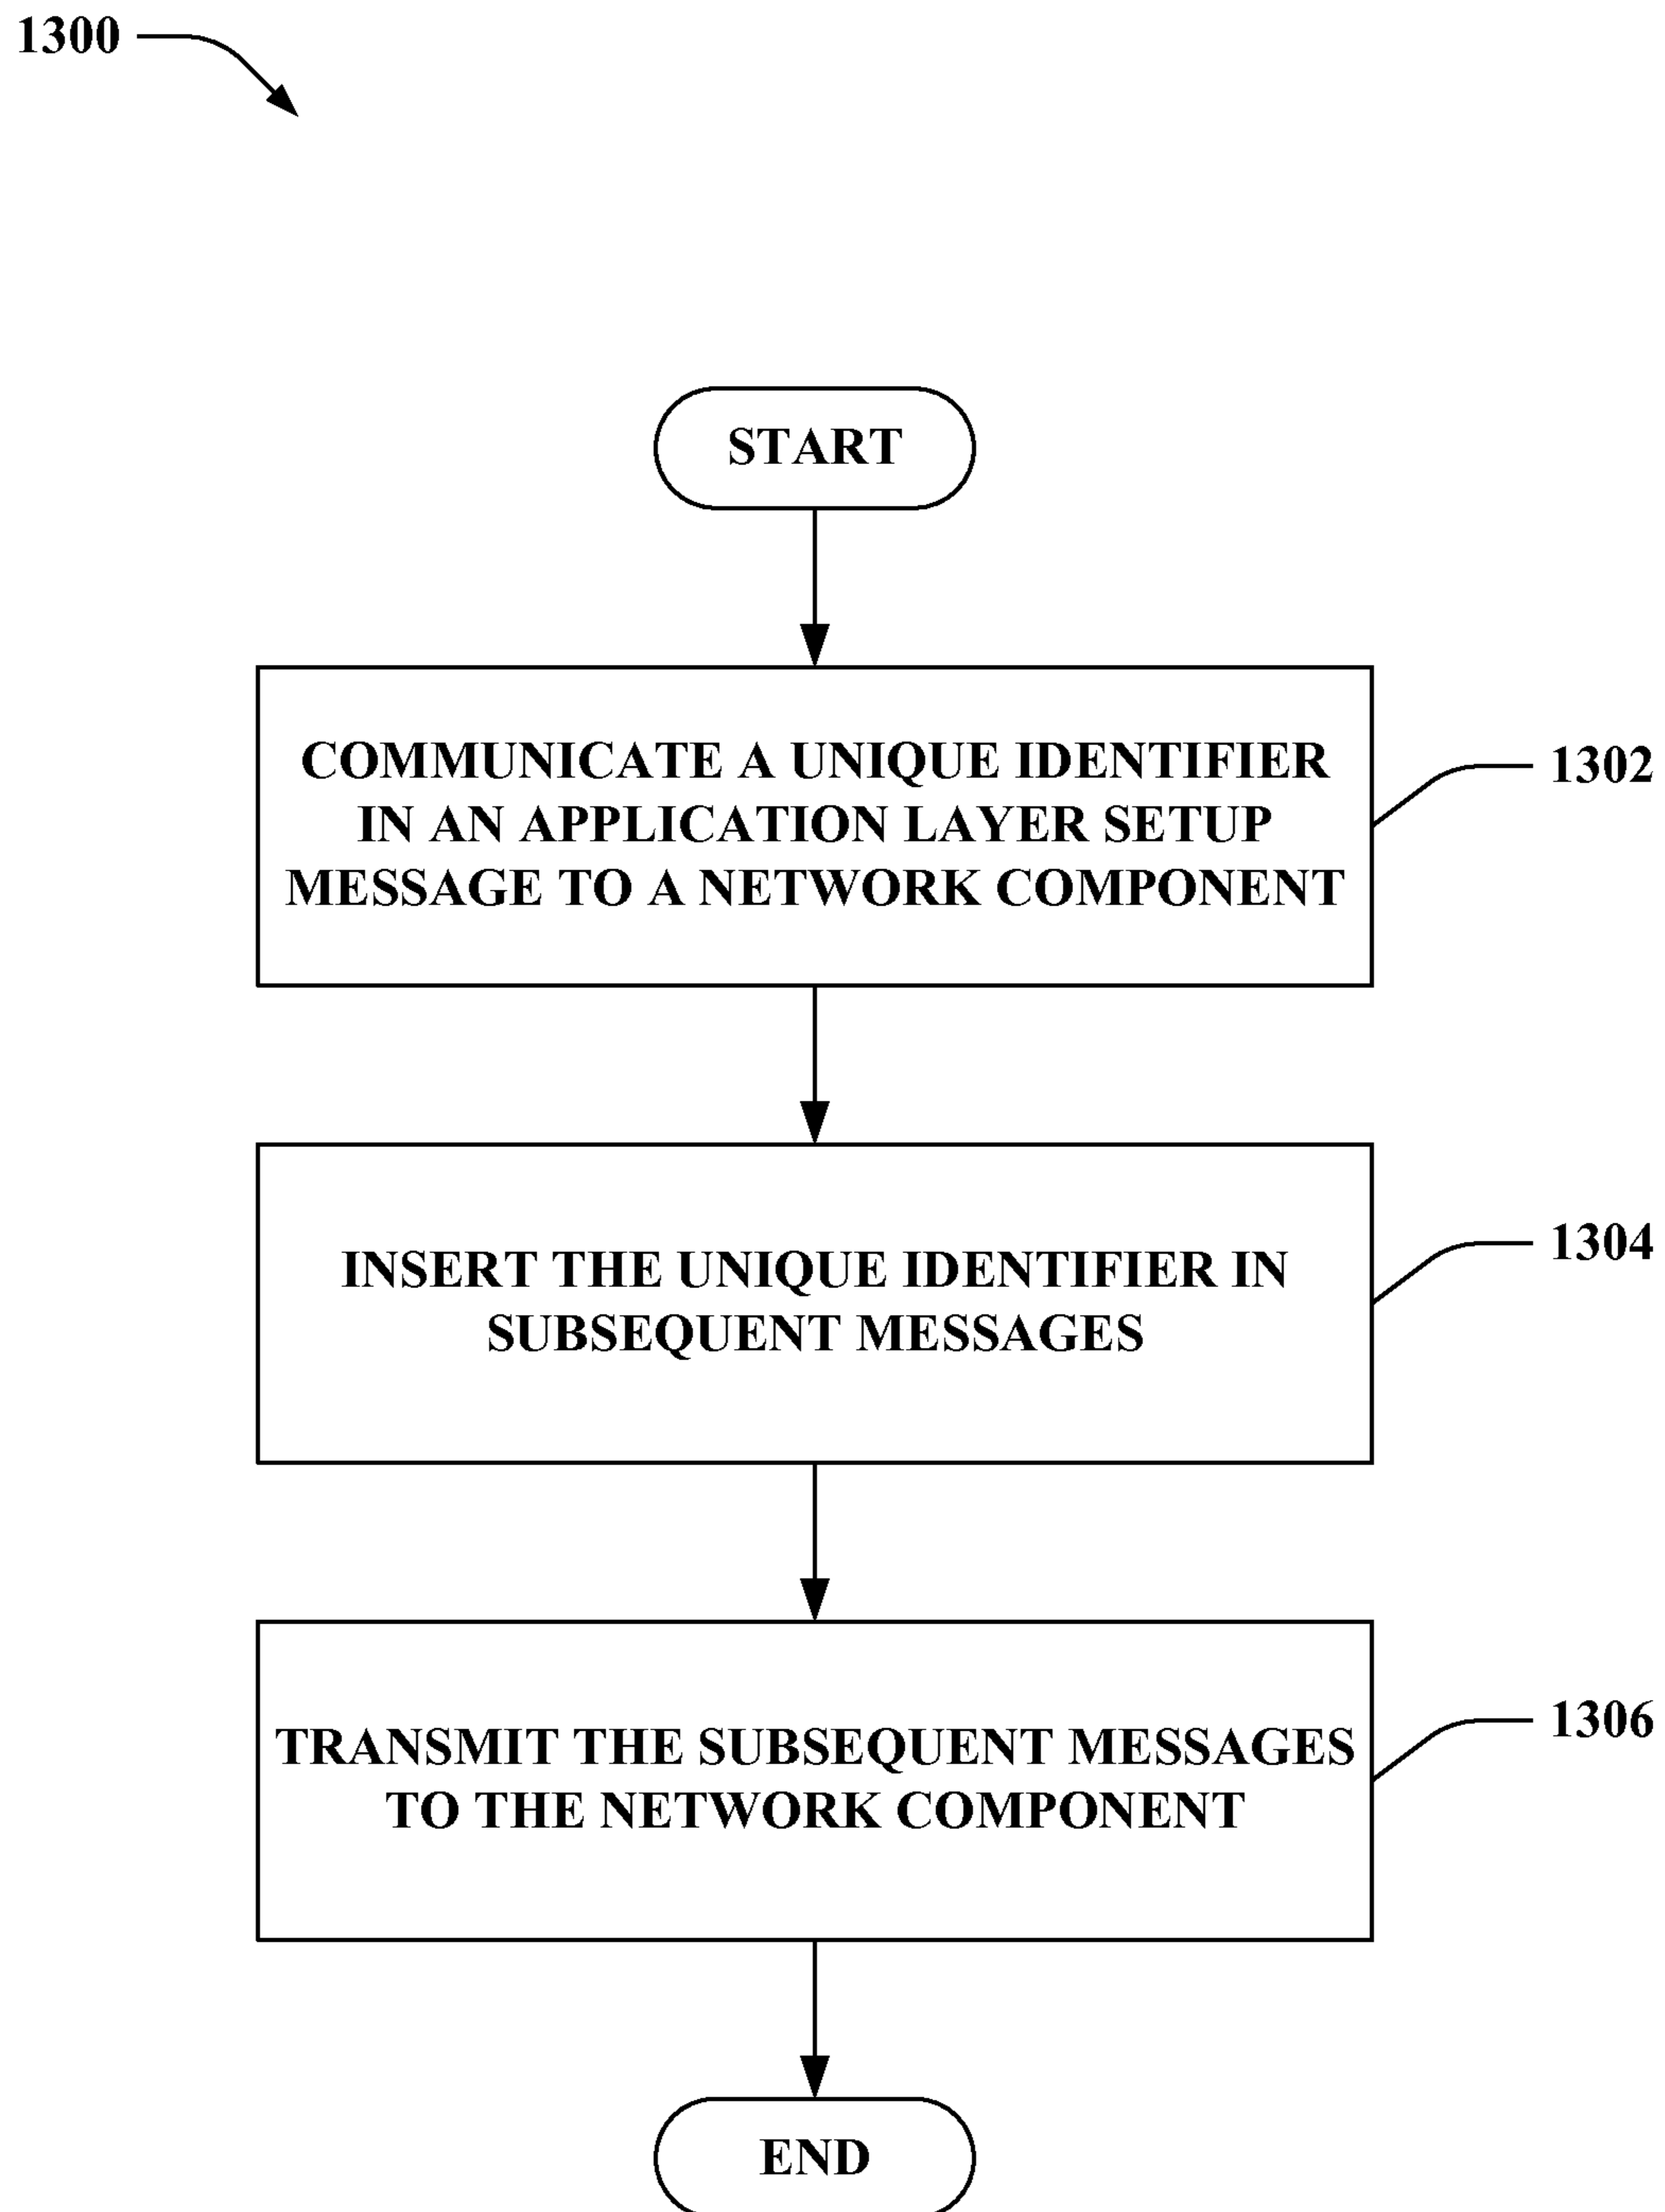 1300
START
COMMUNICATE A UNIQUE IDENTIFIER
IN AN APPLICATION LAYER SETUP
MESSAGE TO A NETWORK COMPONENT
1302
INSERT THE UNIQUE IDENTIFIER IN
SUBSEQUENT MESSAGES
1304
TRANSMIT THE SUBSEQUENT MESSAGES
TO THE NETWORK COMPONENT
1306
END